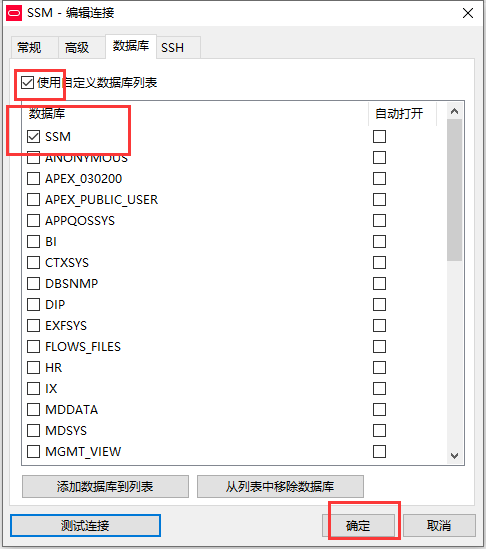 SSM - 编辑连接
常规 高级 数据库 SSH
使用自定义数据库列表
数据库 自动打开
SSM
ANONYMOUS
APEX_030200
APEX_PUBLIC_USER
APPQOSSYS
BI
CTXSYS
DBSNMP
DIP
EXFSYS
FLOWS_FILES
HR
IX
MDDATA
MDSYS
MGMT_VIEW
添加数据库到列表 从列表中移除数据库
测试连接 确定 取消